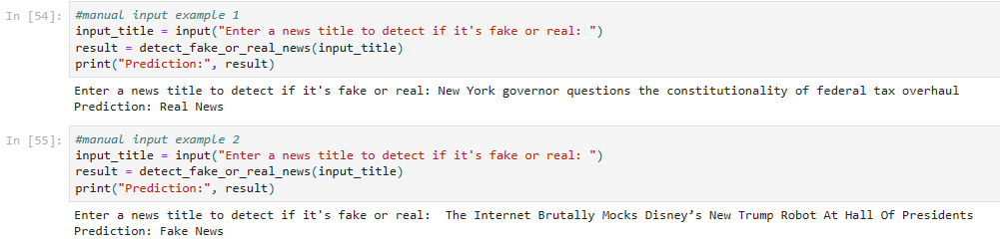 In [54]: #manual input example 1
input_title = input("Enter a news title to detect if it's fake or real: ")
result = detect_fake_or_real_news(input_title)
print("Prediction:", result)
Enter a news title to detect if it's fake or real: New York governor questions the constitutionality of federal tax overhaul
Prediction: Real News
In [55]: #manual input example 2
input_title = input("Enter a news title to detect if it's fake or real: ")
result = detect_fake_or_real_news(input_title)
print("Prediction:", result)
Enter a news title to detect if it's fake or real:  The Internet Brutally Mocks Disney’s New Trump Robot At Hall Of Presidents
Prediction: Fake News